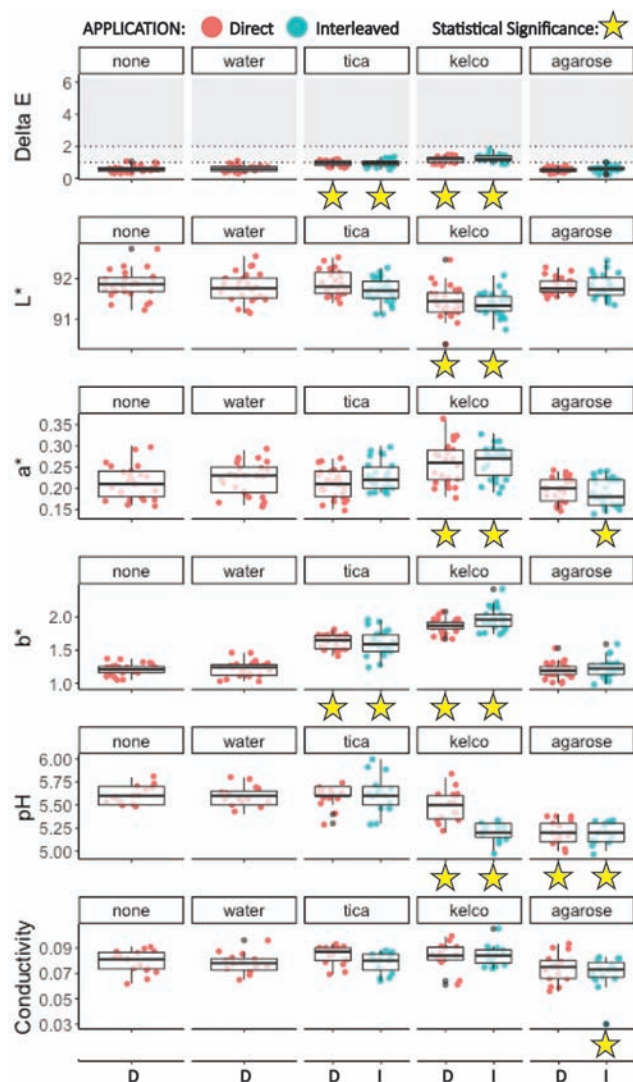 APPLICATION: Direct Interleaved Statistical Significance:
none water tica kelco agarose
Delta E
6
4
2
0
none water tica kelco agarose
L*
92
91
none water tica kelco agarose
a*
0.35
0.30
0.25
0.20
0.15
none water tica kelco agarose
b*
2.0
1.5
1.0
none water tica kelco agarose
pH
6.00
5.75
5.50
5.25
5.00
none water tica kelco agarose
Conductivity
0.09
0.07
0.05
0.03
D D D I D I D I